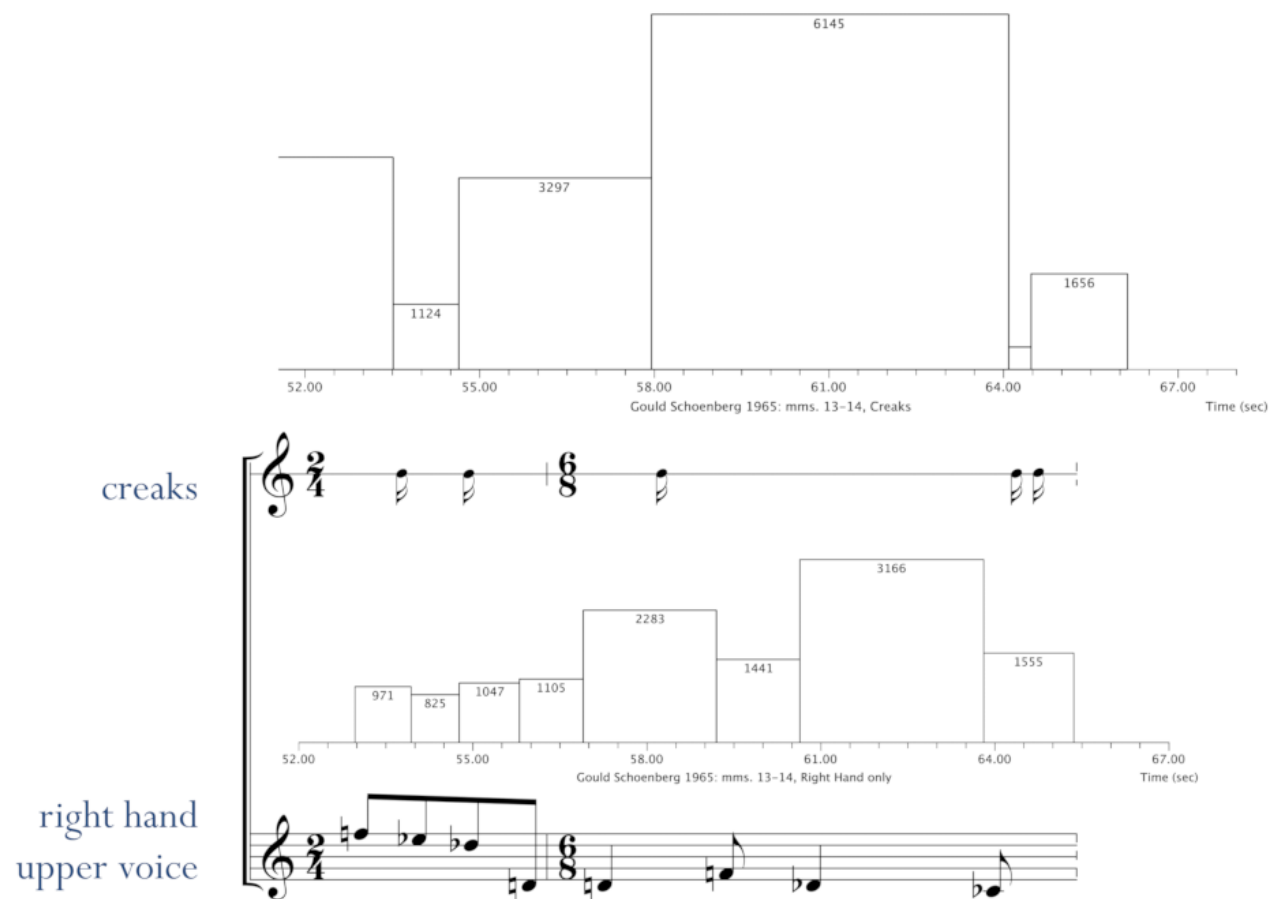 6145
3297
1124
1656
52.00 55.00 58.00 61.00 64.00 67.00
Gould Schoenberg 1965: mms. 13-14, Creaks Time (sec)
2 6
creaks
4 8
3166
2283
1441 1555
971 825 1047 1105
52.00 55.00 58.00 61.00 64.00 67.00
Gould Schoenberg 1965: mms. 13-14, Right Hand only Time (sec)
right hand
2 6
upper voice
4 8